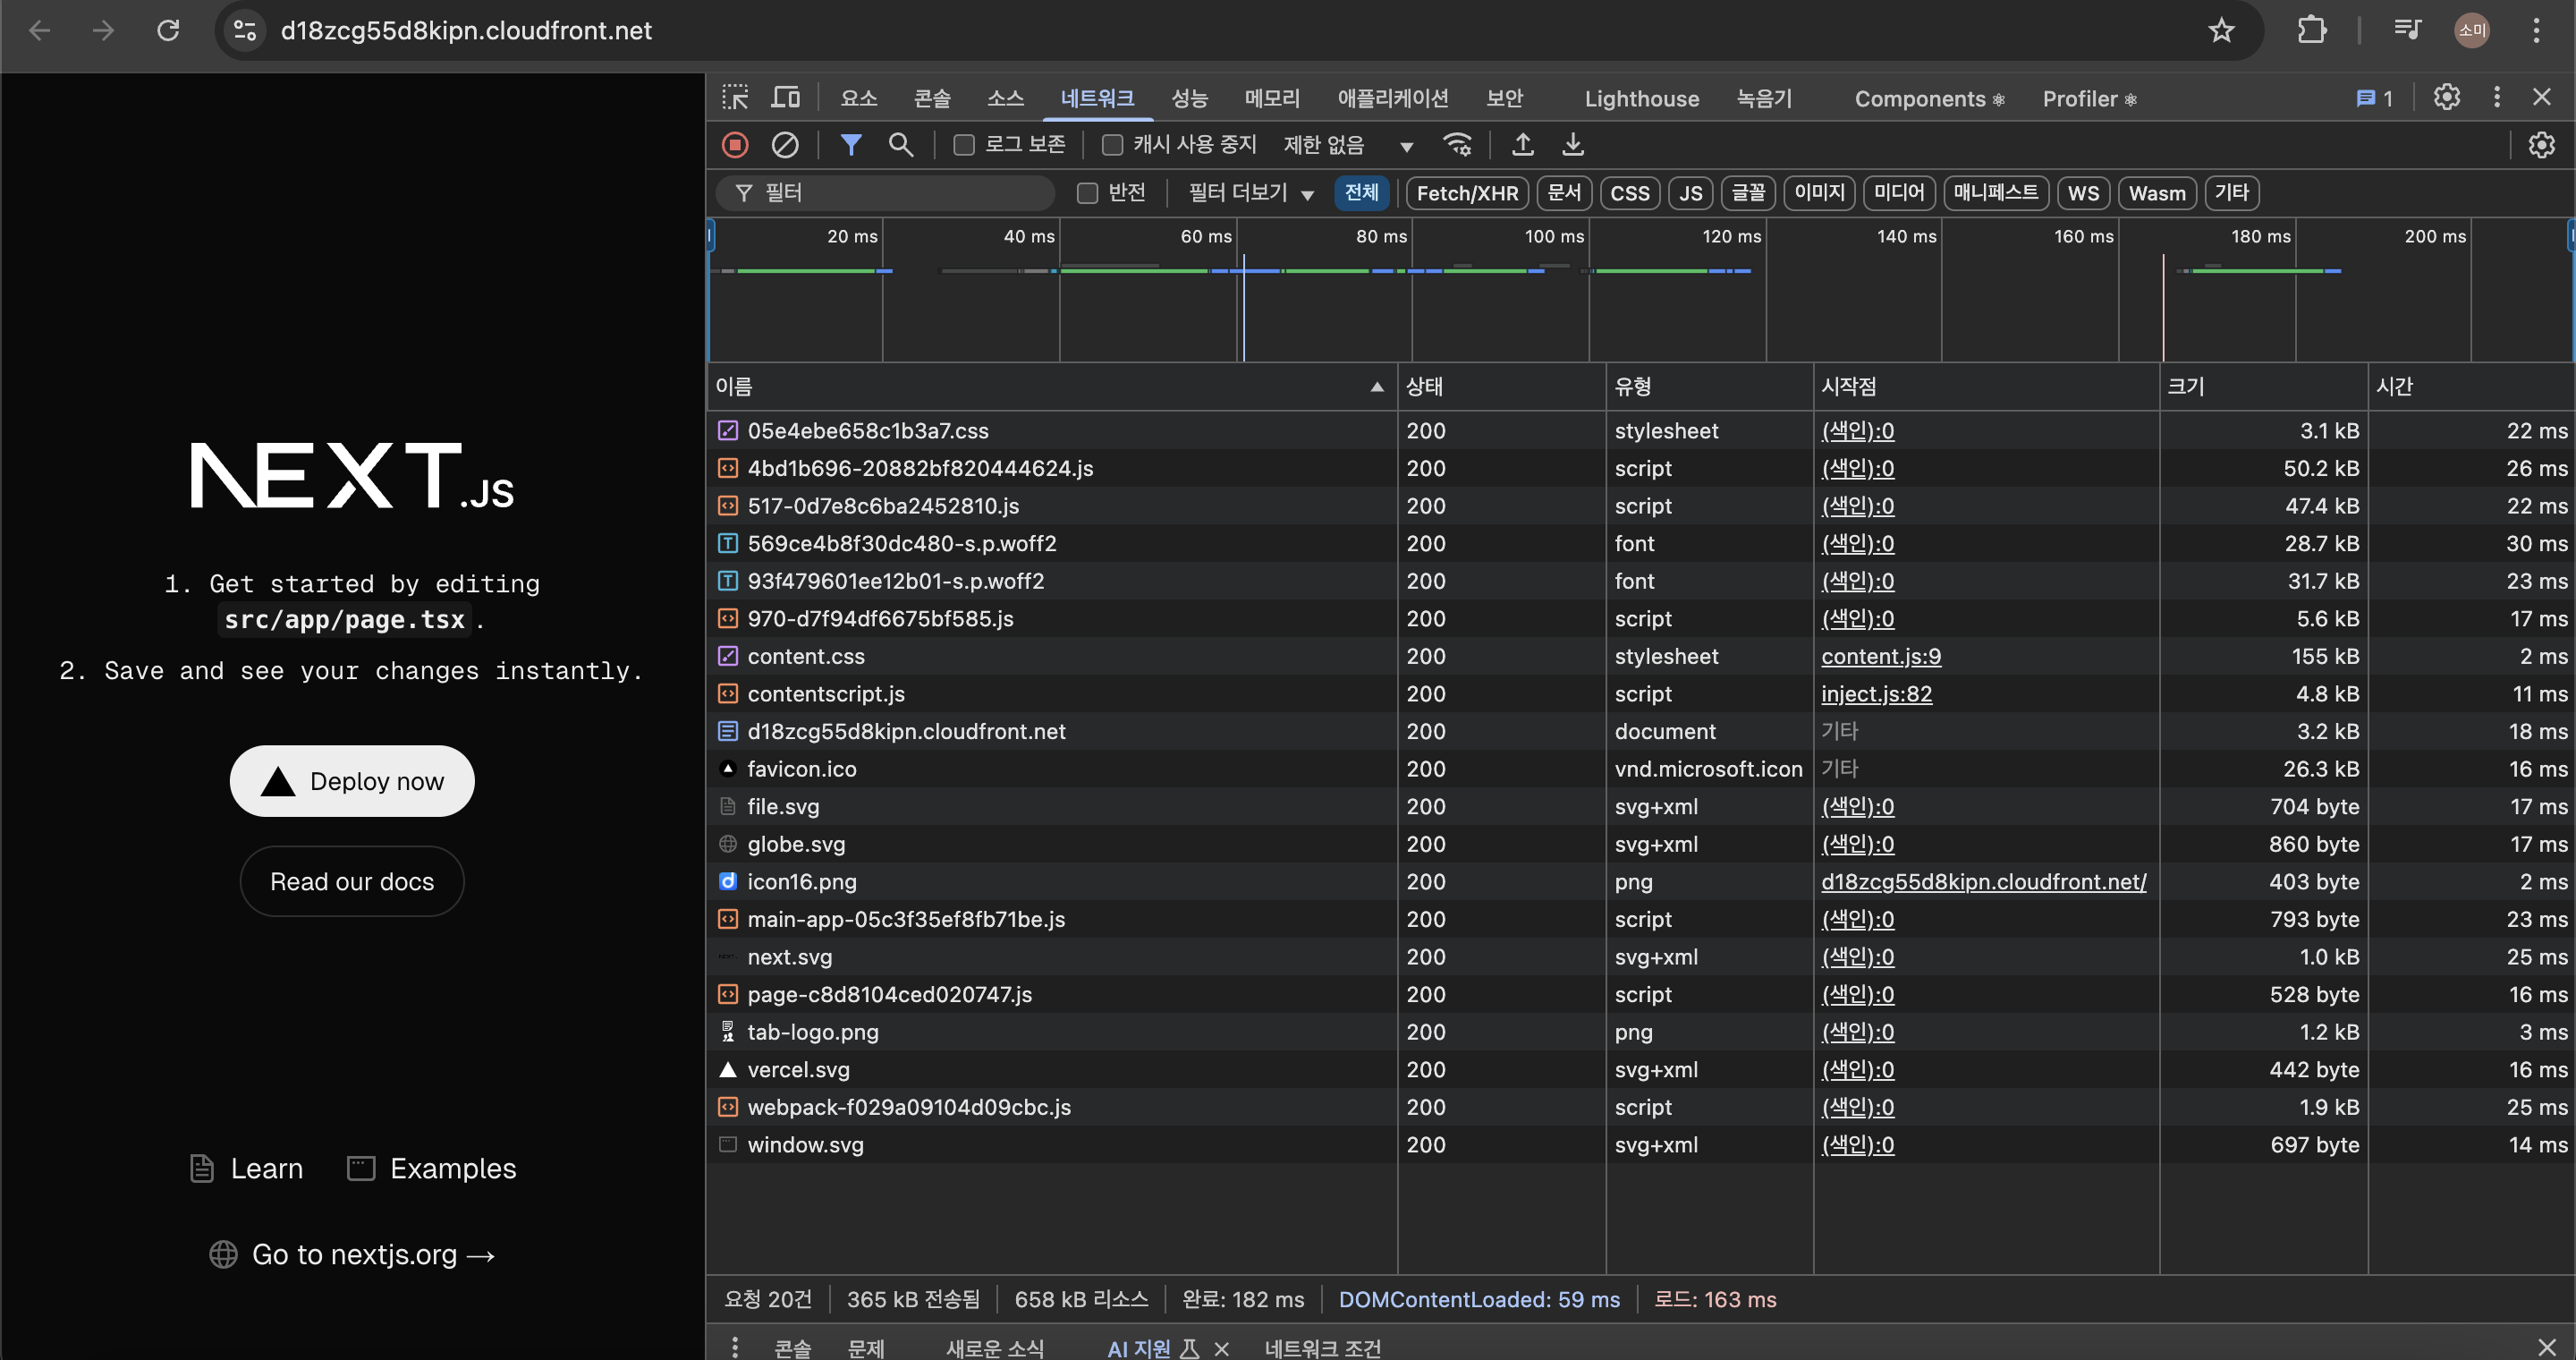 d18zcg55d8kipn.cloudfront.net
소미
NEXT.JS
1. Get started by editing
src/app/page.tsx.
2. Save and see your changes instantly.
Deploy now
Read our docs
Learn
Examples
Go to nextjs.org →
요소 콘솔 소스 네트워크 성능 메모리 애플리케이션 보안 Lighthouse 녹음기 Components ⚛ Profiler ⚛ 1
로그 보존 캐시 사용 중지 제한 없음
필터 반전 필터 더보기 전체 Fetch/XHR 문서 CSS JS 글꼴 이미지 미디어 매니페스트 WS Wasm 기타
20 ms 40 ms 60 ms 80 ms 100 ms 120 ms 140 ms 160 ms 180 ms 200 ms
이름 상태 유형 시작점 크기 시간
05e4ebe658c1b3a7.css 200 stylesheet (색인):0 3.1 kB 22 ms
4bd1b696-20882bf820444624.js 200 script (색인):0 50.2 kB 26 ms
517-0d7e8c6ba2452810.js 200 script (색인):0 47.4 kB 22 ms
569ce4b8f30dc480-s.p.woff2 200 font (색인):0 28.7 kB 30 ms
93f479601ee12b01-s.p.woff2 200 font (색인):0 31.7 kB 23 ms
970-d7f94df6675bf585.js 200 script (색인):0 5.6 kB 17 ms
content.css 200 stylesheet content.js:9 155 kB 2 ms
contentscript.js 200 script inject.js:82 4.8 kB 11 ms
d18zcg55d8kipn.cloudfront.net 200 document 기타 3.2 kB 18 ms
favicon.ico 200 vnd.microsoft.icon 기타 26.3 kB 16 ms
file.svg 200 svg+xml (색인):0 704 byte 17 ms
globe.svg 200 svg+xml (색인):0 860 byte 17 ms
icon16.png 200 png d18zcg55d8kipn.cloudfront.net/ 403 byte 2 ms
main-app-05c3f35ef8fb71be.js 200 script (색인):0 793 byte 23 ms
next.svg 200 svg+xml (색인):0 1.0 kB 25 ms
page-c8d8104ced020747.js 200 script (색인):0 528 byte 16 ms
tab-logo.png 200 png (색인):0 1.2 kB 3 ms
vercel.svg 200 svg+xml (색인):0 442 byte 16 ms
webpack-f029a09104d09cbc.js 200 script (색인):0 1.9 kB 25 ms
window.svg 200 svg+xml (색인):0 697 byte 14 ms
요청 20건 365 kB 전송됨 658 kB 리소스 완료: 182 ms DOMContentLoaded: 59 ms 로드: 163 ms
콘솔 문제 새로운 소식 AI 지원 네트워크 조건